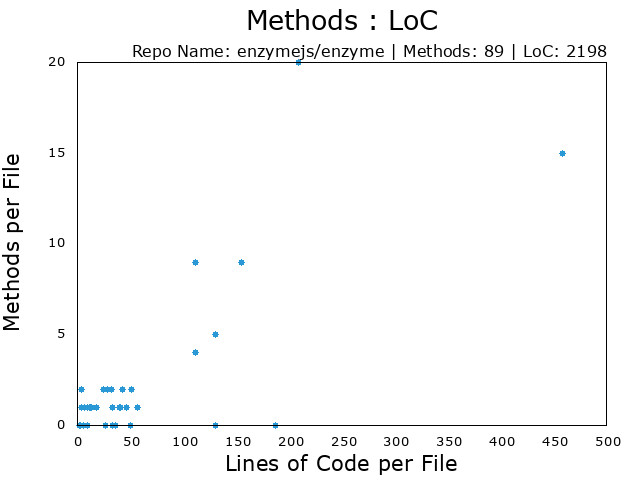 Methods : LoC
Repo Name: enzymejs/enzyme | Methods: 89 | LoC: 2198
Methods per File
20
15
10
5
0
0 50 100 150 200 250 300 350 400 450 500
Lines of Code per File